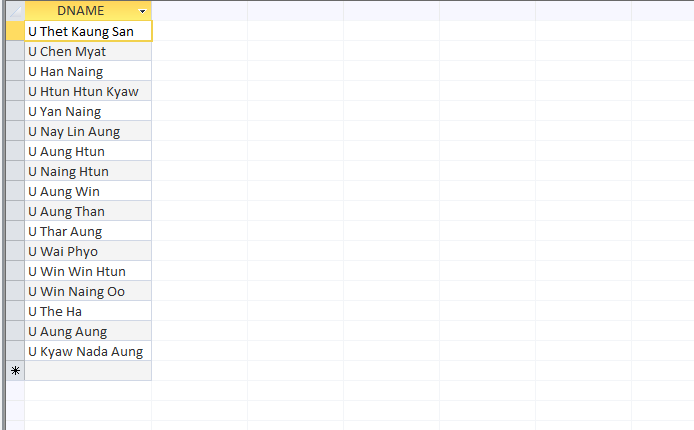 DNAME
U Thet Kaung San
U Chen Myat
U Han Naing
U Htun Htun Kyaw
U Yan Naing
U Nay Lin Aung
U Aung Htun
U Naing Htun
U Aung Win
U Aung Than
U Thar Aung
U Wai Phyo
U Win Win Htun
U Win Naing Oo
U The Ha
U Aung Aung
U Kyaw Nada Aung